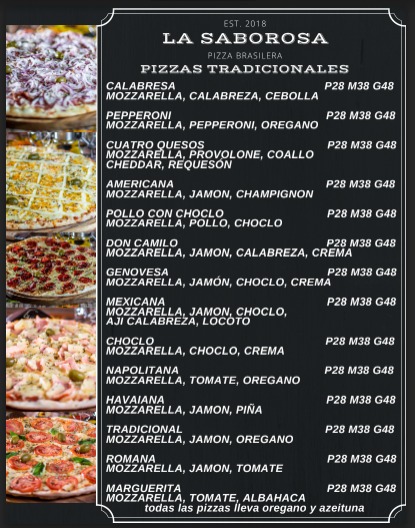 EST. 2018
LA SABOROSA
PIZZA BRASILERA
PIZZAS TRADICIONALES
CALABRESA P28 M38 G48
MOZZARELLA, CALABREZA, CEBOLLA
PEPPERONI P28 M38 G48
MOZZARELLA, PEPPERONI, OREGANO
CUATRO QUESOS P28 M38 G48
MOZZARELLA, PROVOLONE, COALLO
CHEDDAR, REQUESÓN
AMERICANA P28 M38 G48
MOZZARELLA, JAMON, CHAMPIGNON
POLLO CON CHOCLO P28 M38 G48
MOZZARELLA, POLLO, CHOCLO
DON CAMILO P28 M38 G48
MOZZARELLA, JAMON, CALABREZA, CREMA
GENOVESA P28 M38 G48
MOZZARELLA, JAMÓN, CHOCLO, CREMA
MEXICANA P28 M38 G48
MOZZARELLA, JAMON, CHOCLO,
AJI CALABREZA, LOCOTO
CHOCLO P28 M38 G48
MOZZARELLA, CHOCLO, CREMA
NAPOLITANA P28 M38 G48
MOZZARELLA, TOMATE, OREGANO
HAVAIANA P28 M38 G48
MOZZARELLA, JAMON, PIÑA
TRADICIONAL P28 M38 G48
MOZZARELLA, JAMON, OREGANO
ROMANA P28 M38 G48
MOZZARELLA, JAMON, TOMATE
MARGUERITA P28 M38 G48
MOZZARELLA, TOMATE, ALBAHACA
todas las pizzas lleva oregano y azeituna